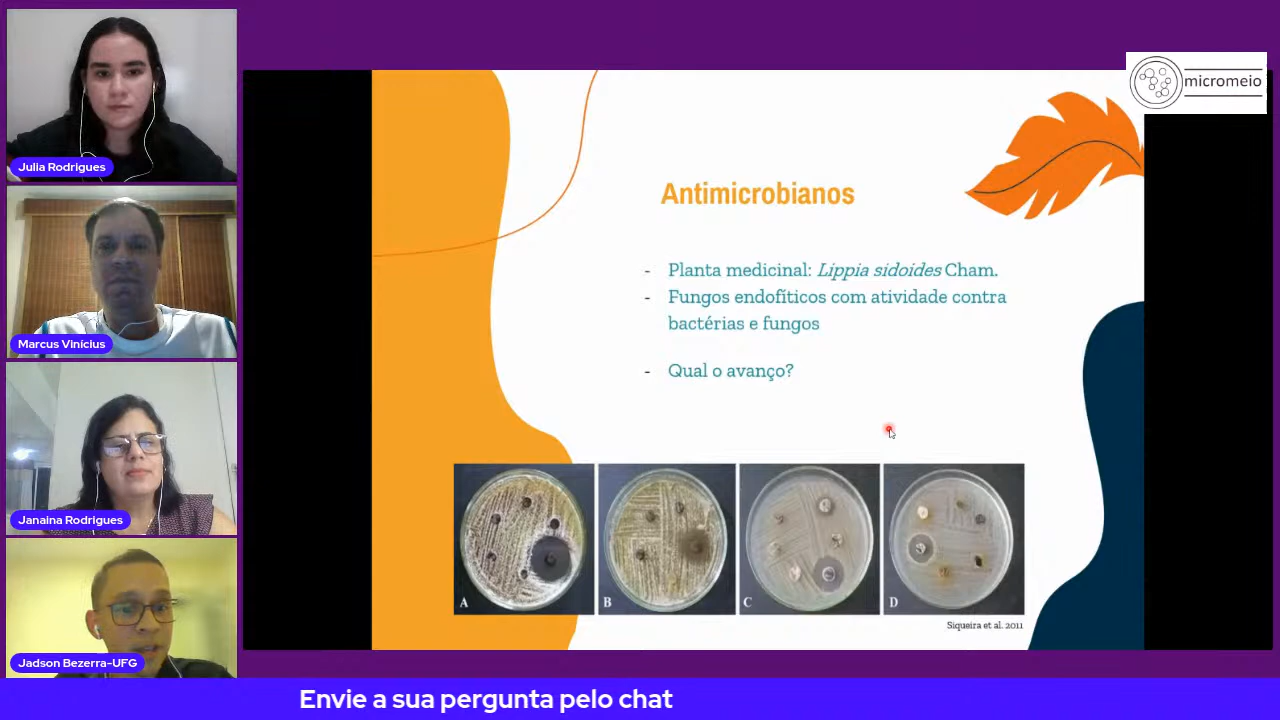 Julia Rodrigues
Marcus Vinícius
Janaina Rodrigues
Jadson Bezerra-UFG
micromeio
Antimicrobianos
- Planta medicinal: Lippia sidoides Cham.
- Fungos endofíticos com atividade contra
bactérias e fungos
- Qual o avanço?
A
B
C
D
Siqueira et al. 2011
Envie a sua pergunta pelo chat